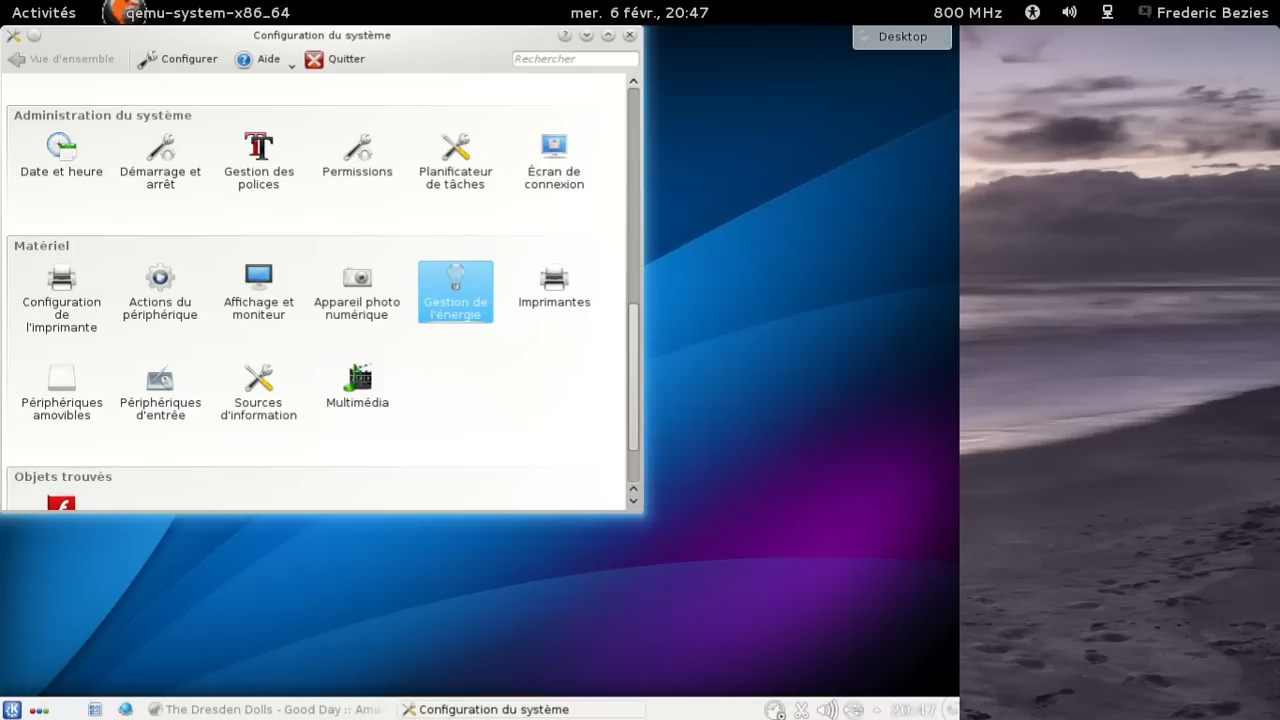 Activités qemu-system-x86_64 mer. 6 févr., 20:47 800 MHz Frederic Bezies
Configuration du système
Desktop
Vue d'ensemble Configurer Aide Quitter Rechercher
Administration du système
Date et heure
Démarrage et
arrêt
Gestion des
polices
Permissions
Planificateur
de tâches
Écran de
connexion
Matériel
Configuration
de
l'imprimante
Actions du
périphérique
Affichage et
moniteur
Appareil photo
numérique
Gestion de
l'énergie
Imprimantes
Périphériques
amovibles
Périphériques
d'entrée
Sources
d'information
Multimédia
Objets trouvés
The Dresden Dolls - Good Day :: Configuration du système 20:47